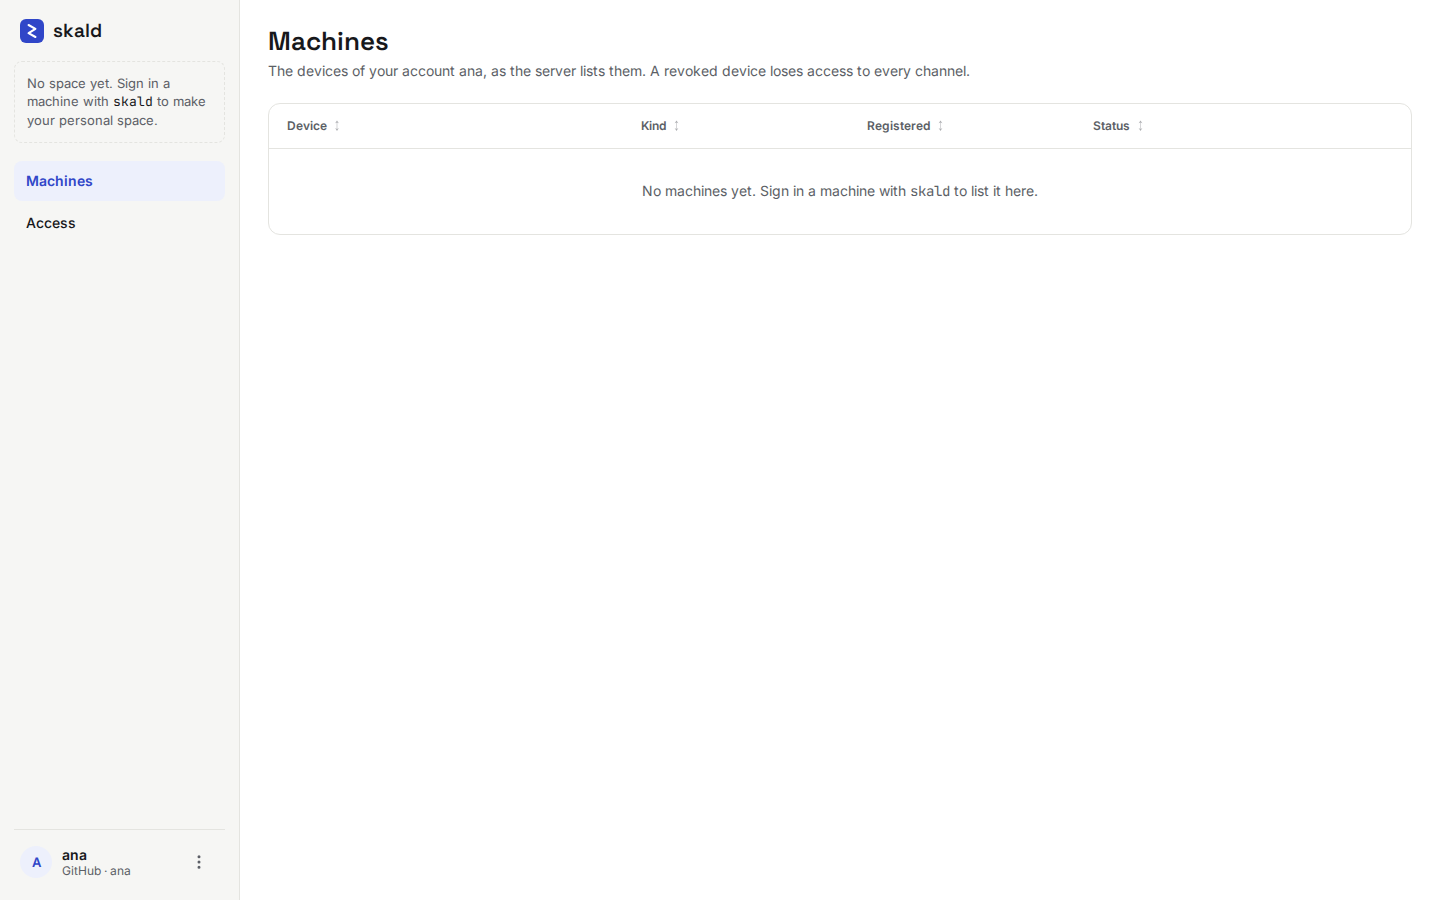 skald
No space yet. Sign in a
machine with skald to make
your personal space.
Machines
Access
A
ana
GitHub · ana
Machines
The devices of your account ana, as the server lists them. A revoked device loses access to every channel.
Device Kind Registered Status
No machines yet. Sign in a machine with skald to list it here.